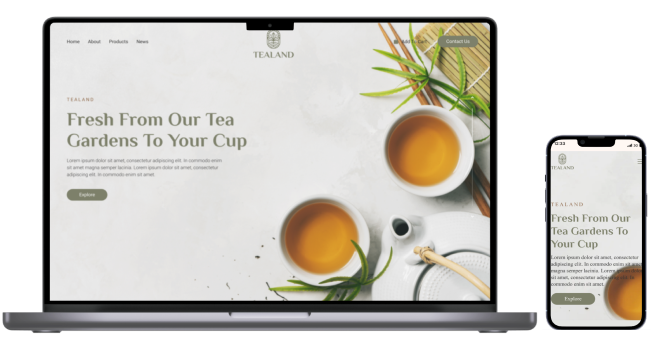 Home About Products News
TEALAND
Contact Us
TEALAND
Fresh From Our Tea
Gardens To Your Cup
Lorem ipsum dolor sit amet, consectetur adipiscing elit. In commodo enim
sit amet magna semper lacinia. Lorem ipsum dolor sit amet, consectetur
adipiscing elit. In commodo enim sit amet.
Explore
12:33
TEALAND
TEALAND
Fresh From Our
Tea Gardens To
Your Cup
Lorem ipsum dolor sit amet, consectetur
adipiscing elit. In commodo enim sit amet
magna semper lacinia. Lorem ipsum
dolor sit amet, consectetur adipiscing elit. In
commodo enim sit amet.
Explore